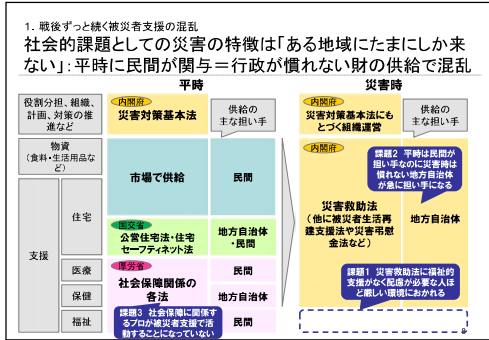 1. 戦後ずっと続く被災者支援の混乱
社会的課題としての災害の特徴は「ある地域にたまにしか来
ない」：平時に民間が関与＝行政が慣れない財の供給で混乱
平時
災害時
役割分担、組織、
計画、対策の推
進など
内閣府
災害対策基本法
供給の
主な担い手
内閣府
災害対策基本法にも
とづく組織運営
供給の
主な担い手
物資
（食料・生活用品な
ど）
市場で供給
民間
内閣府
災害救助法
（他に被災者生活再
建支援法や災害弔慰
金法など）
課題2 平時は民間が
担い手なのに災害時は
慣れない地方自治体
が急に担い手になる
地方自治体
支援
住宅
国交省
公営住宅法・住宅
セーフティネット法
地方自治体
・民間
医療
厚労省
社会保障関係の
各法
民間
保健
地方自治体
福祉
民間
課題3 社会保障に関係す
るプロが被災者支援で活
動することになっていない
課題1 災害救助法に福祉的
支援がなく配慮が必要な人ほ
ど厳しい環境におかれる